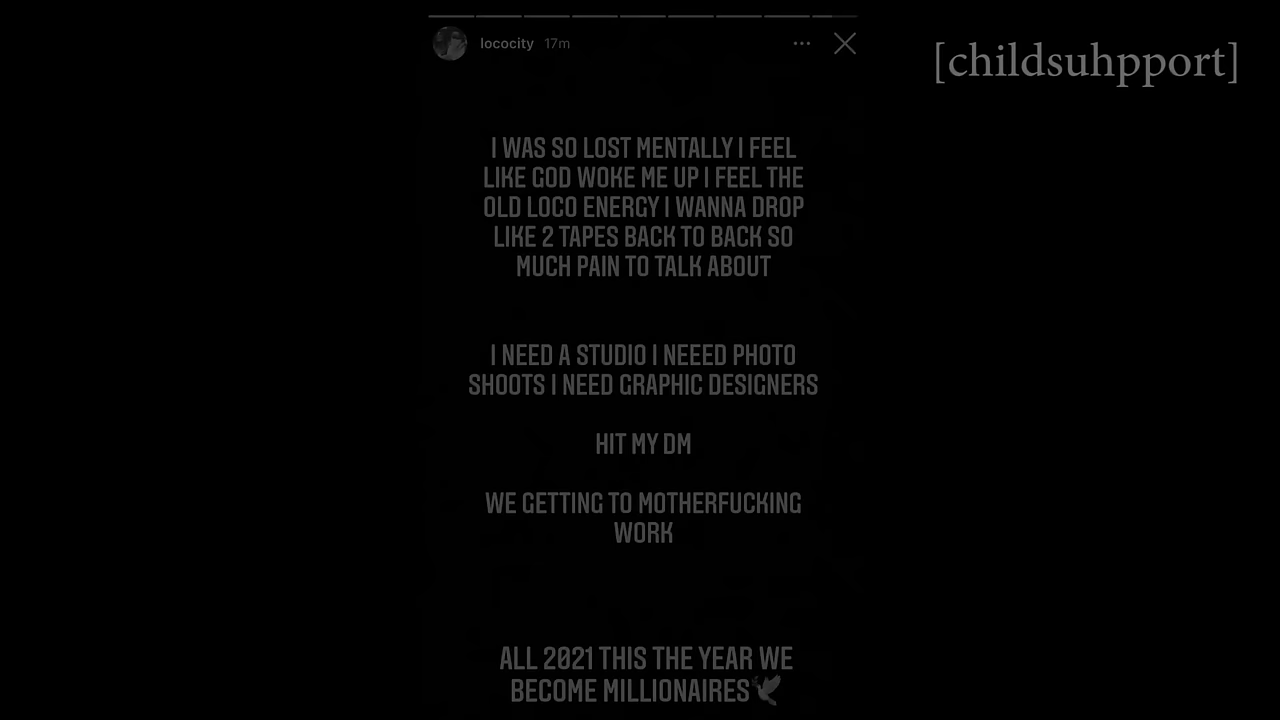 lococity 17m
[childsuhpport]
I WAS SO LOST MENTALLY I FEEL
LIKE GOD WOKE ME UP I FEEL THE
OLD LOCO ENERGY I WANNA DROP
LIKE 2 TAPES BACK TO BACK SO
MUCH PAIN TO TALK ABOUT
I NEED A STUDIO I NEEED PHOTO
SHOOTS I NEED GRAPHIC DESIGNERS
HIT MY DM
WE GETTING TO MOTHERFUCKING
WORK
ALL 2021 THIS THE YEAR WE
BECOME MILLIONAIRES🕊